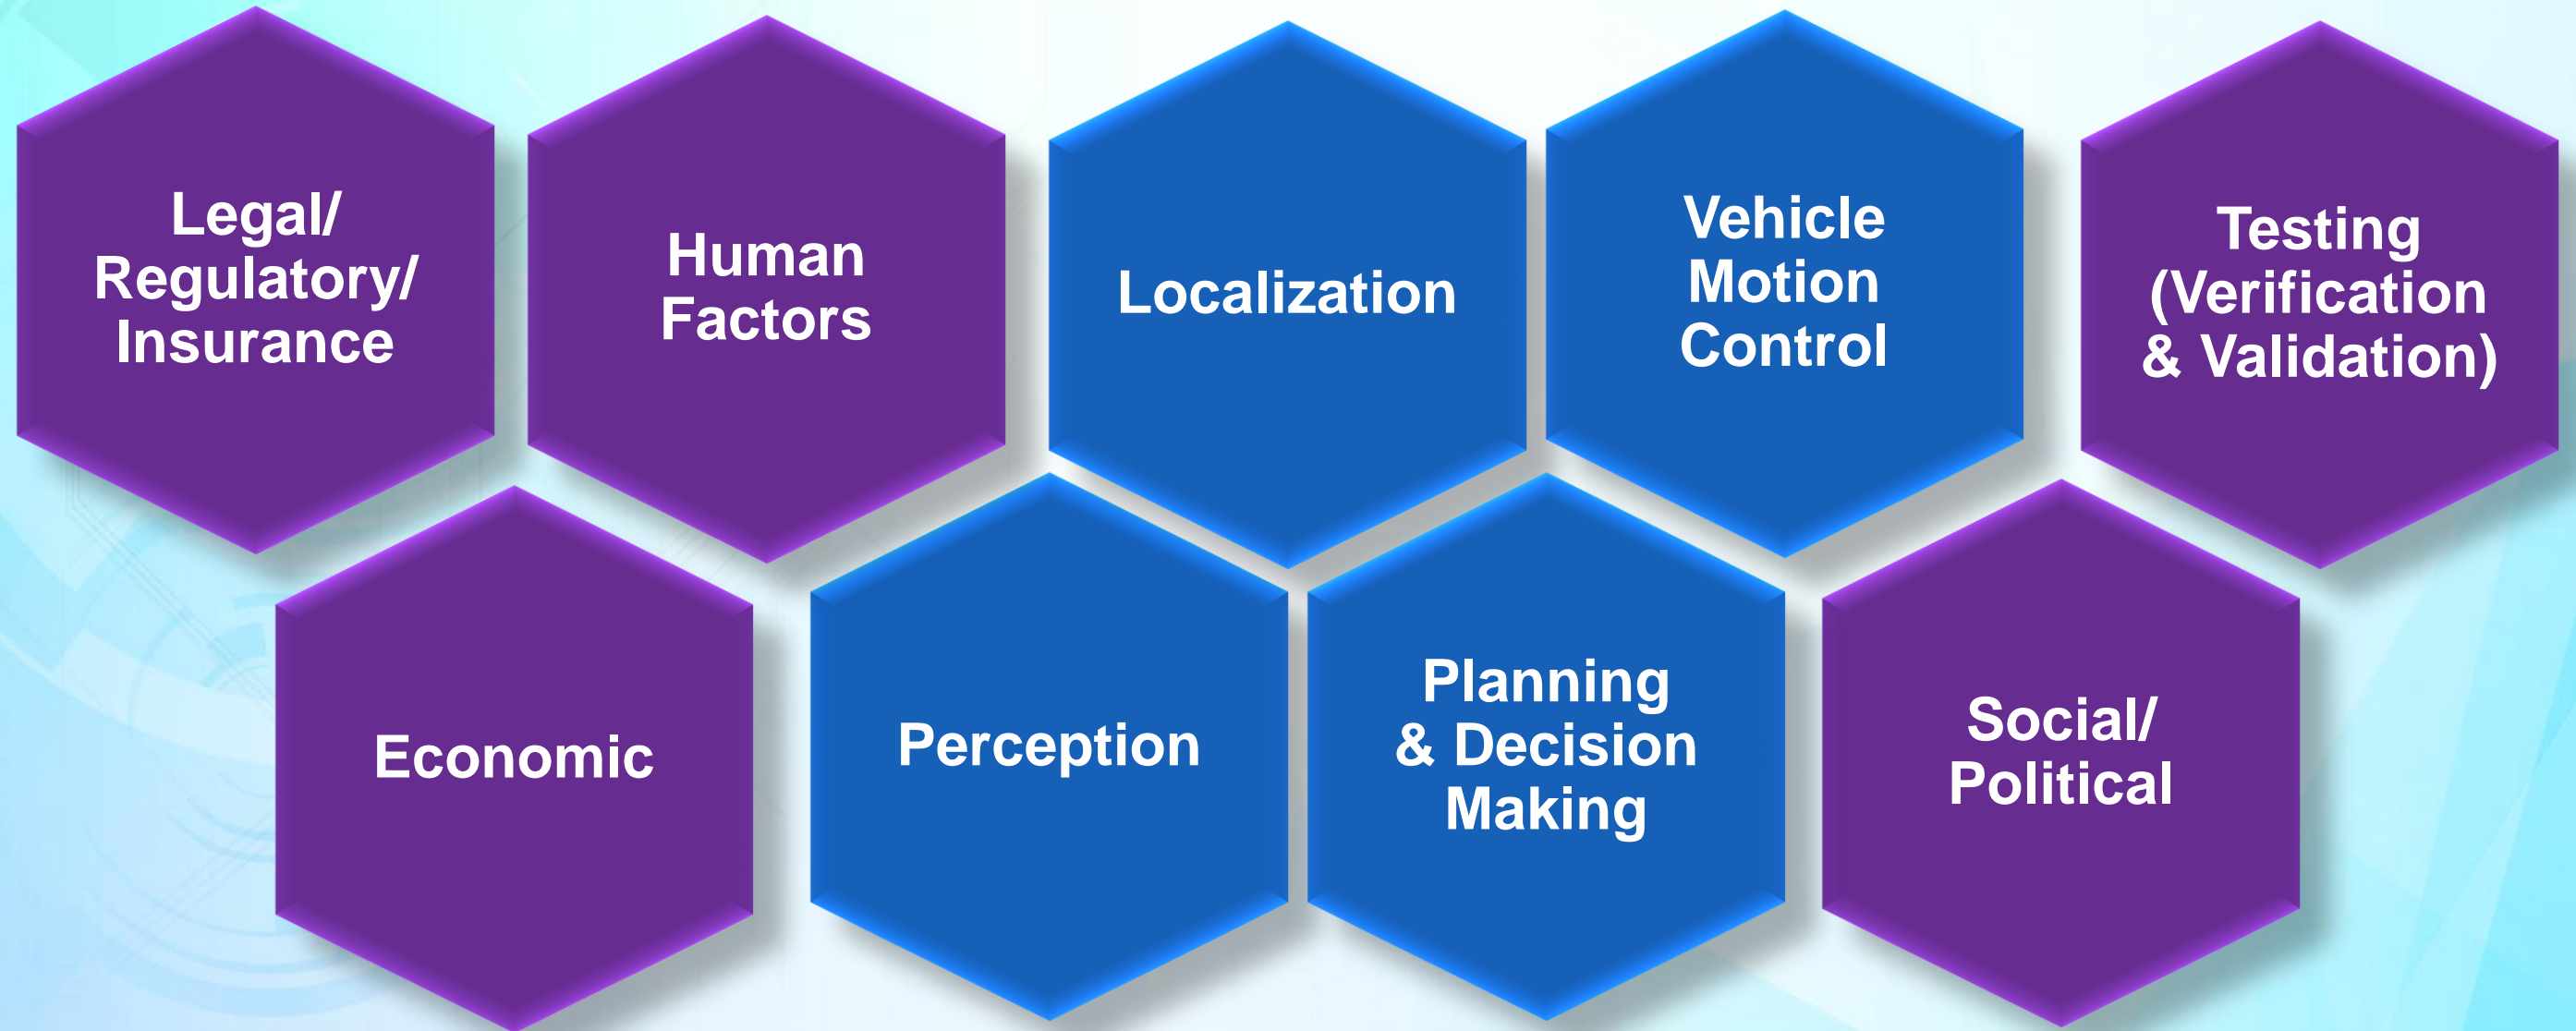 Legal/
Regulatory/
Insurance
Human
Factors
Localization
Vehicle
Motion
Control
Testing
(Verification
& Validation)
Economic
Perception
Planning
& Decision
Making
Social/
Political